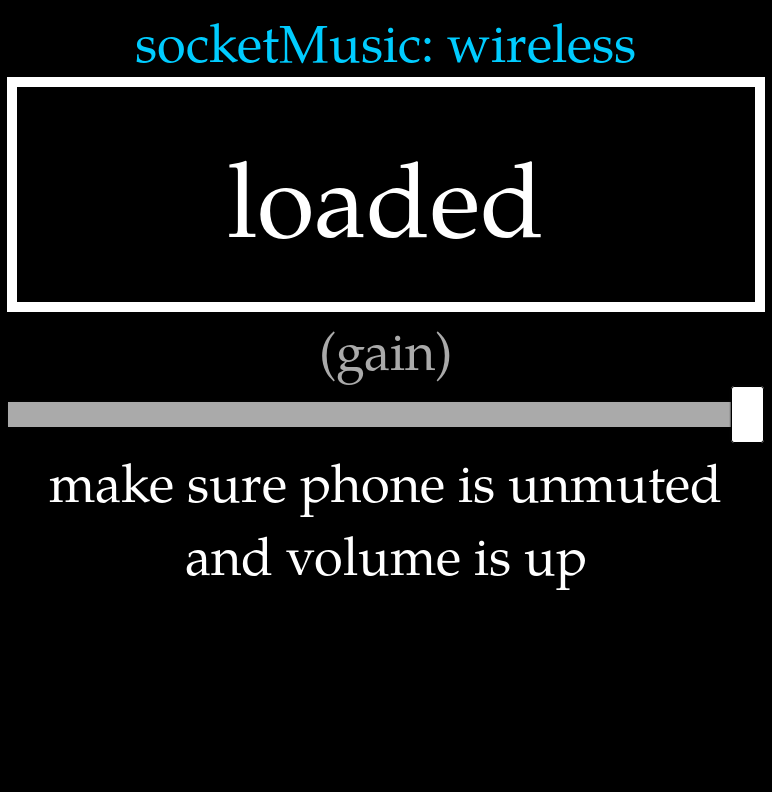 socketMusic: wireless
loaded
(gain)
make sure phone is unmuted
and volume is up